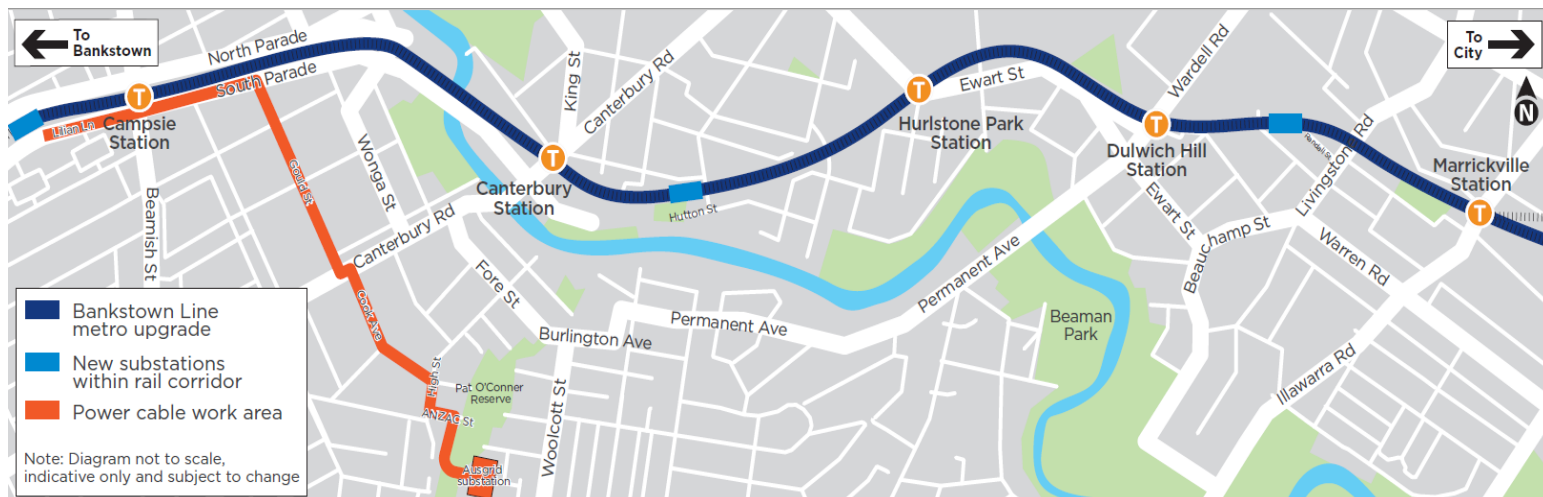 To
Bankstown
North Parade
South Parade
Lilian Ln
Campsie
Station
Beamish St
Gould St
Wonga St
Canterbury Rd
King St
Canterbury Rd
Canterbury
Station
Hutton St
Hurlstone Park
Station
Ewart St
Wardell Rd
Dulwich Hill
Station
Ewart St
Randall St
Livingstone Rd
To
City
N
Marrickville
Station
Beauchamp St
Warren Rd
Illawarra Rd
Permanent Ave
Beaman
Park
Permanent Ave
Burlington Ave
Fore St
Cook Ave
High St
Pat O'Conner
Reserve
ANZAC St
Woolcott St
Ausgrid
substation
Bankstown Line
metro upgrade
New substations
within rail corridor
Power cable work area
Note: Diagram not to scale,
indicative only and subject to change
T
T
T
T
T